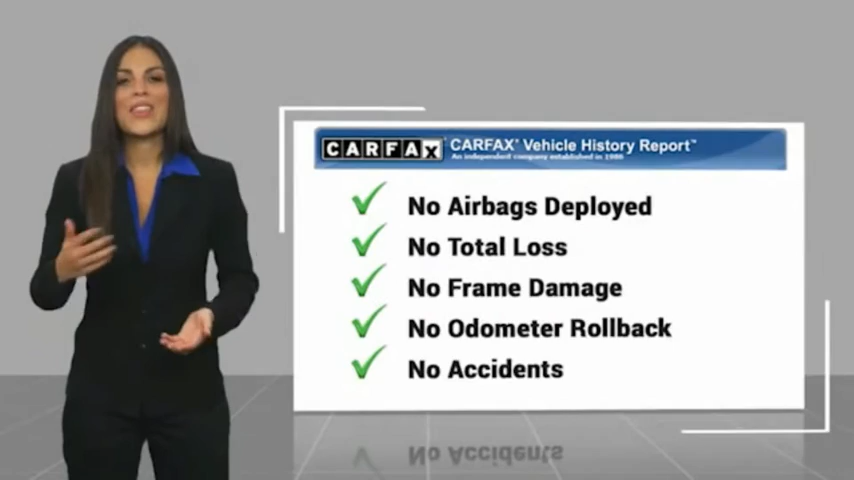 CARFAX CARFAX® Vehicle History Report™
An independent company established in 1986
No Airbags Deployed
No Total Loss
No Frame Damage
No Odometer Rollback
No Accidents
No Accidents